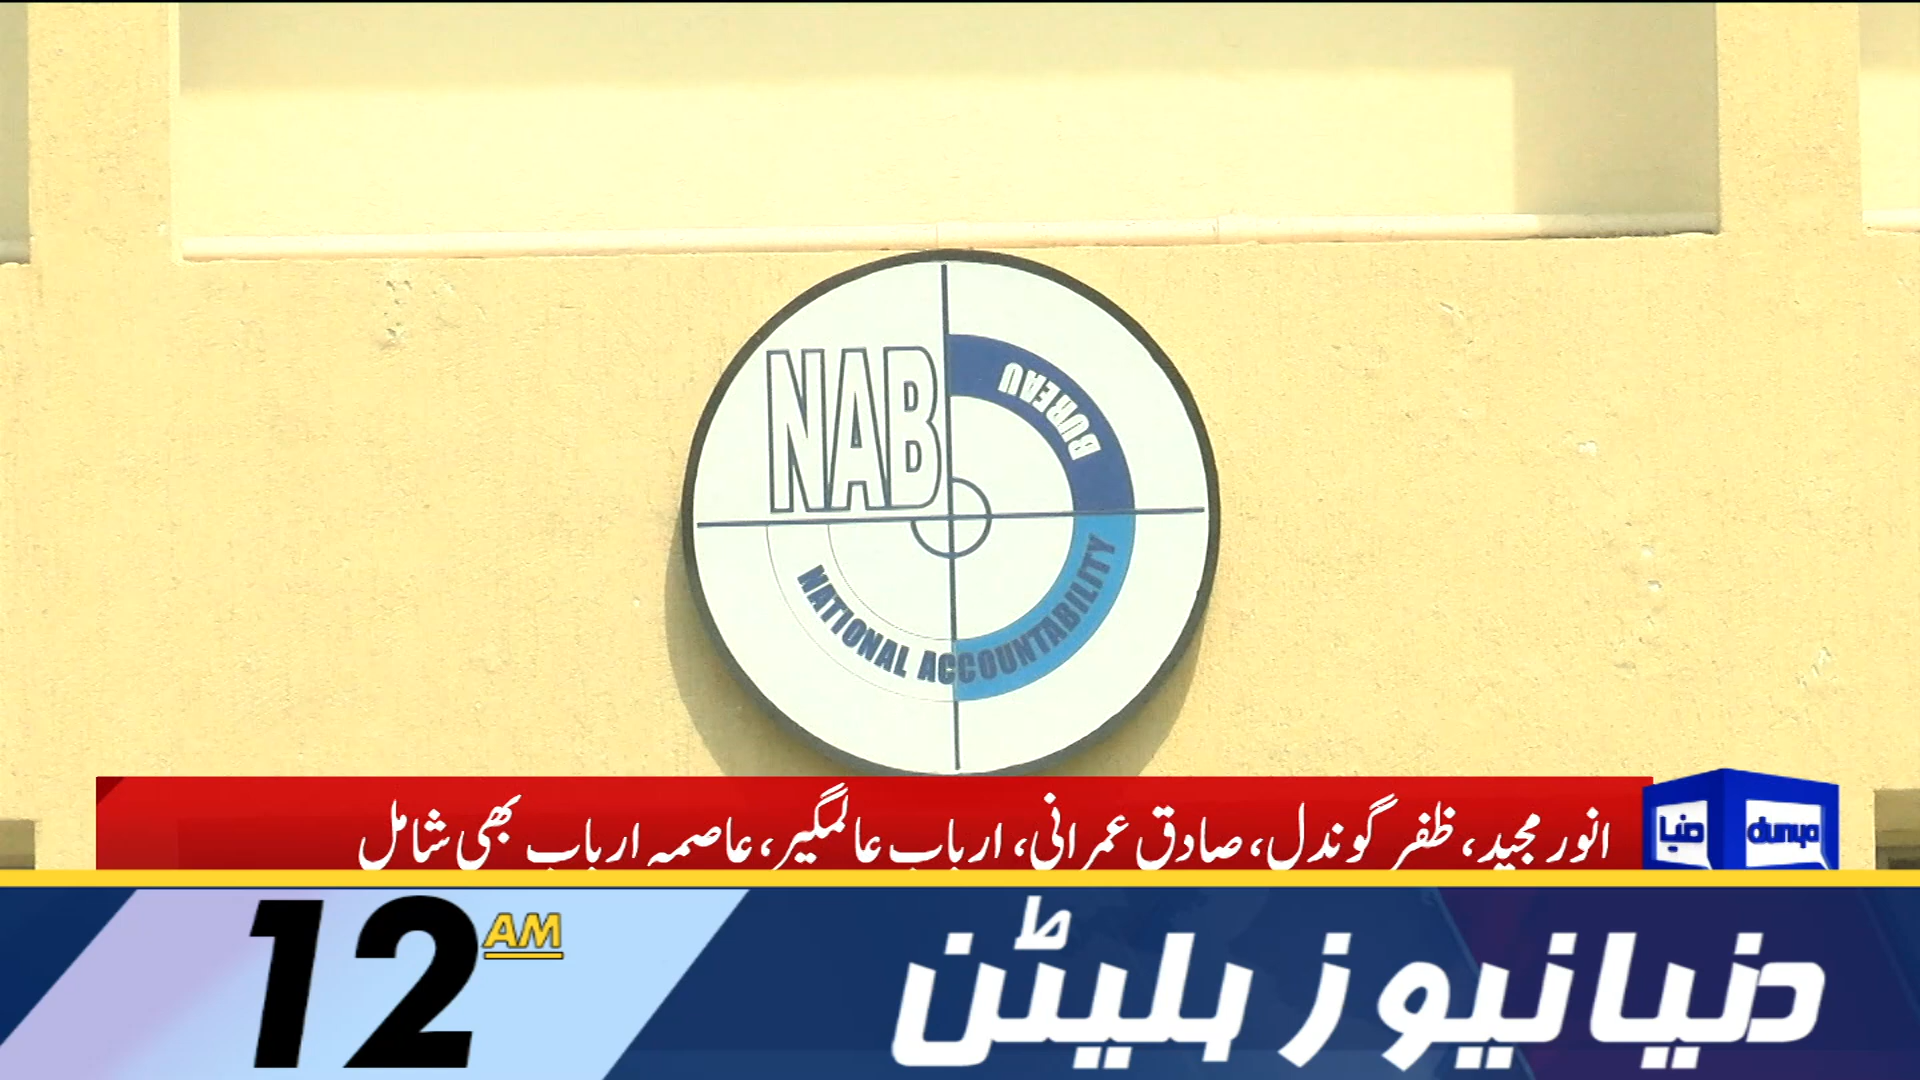 NAB
BUREAU
NATIONAL ACCOUNTABILITY
انور مجید، ظفر گوندل، صادق عمرانی، ارباب عالمگیر، عاصمہ ارباب بھی شامل
دنیا
dunya
12 AM
دنیا نیوز بلیٹن